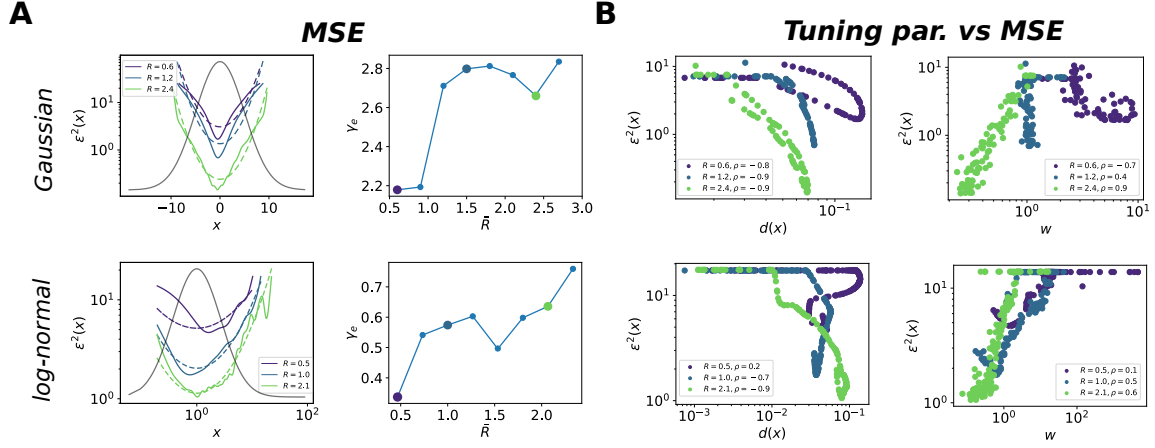 A
B
MSE
Tuning par. vs MSE
Gaussian
log-normal
ε²(x)
10¹
10⁰
R = 0.6
R = 1.2
R = 2.4
−10
0
10
x
γₑ
2.8
2.6
2.4
2.2
0.5
1.0
1.5
2.0
2.5
3.0
R̄
ε²(x)
10¹
10⁰
R = 0.6, ρ = −0.8
R = 1.2, ρ = −0.9
R = 2.4, ρ = −0.9
10⁻¹
d(x)
ε²(x)
10¹
10⁰
R = 0.6, ρ = −0.7
R = 1.2, ρ = 0.4
R = 2.4, ρ = 0.9
10⁰
10¹
w
ε²(x)
10¹
10⁰
R = 0.5
R = 1.0
R = 2.1
10⁰
10²
x
γₑ
0.7
0.6
0.5
0.4
0.5
1.0
1.5
2.0
R̄
ε²(x)
10¹
10⁰
R = 0.5, ρ = 0.2
R = 1.0, ρ = −0.7
R = 2.1, ρ = −0.9
10⁻³
10⁻²
10⁻¹
d(x)
ε²(x)
10¹
10⁰
R = 0.5, ρ = 0.1
R = 1.0, ρ = 0.5
R = 2.1, ρ = 0.6
10⁰
10²
w